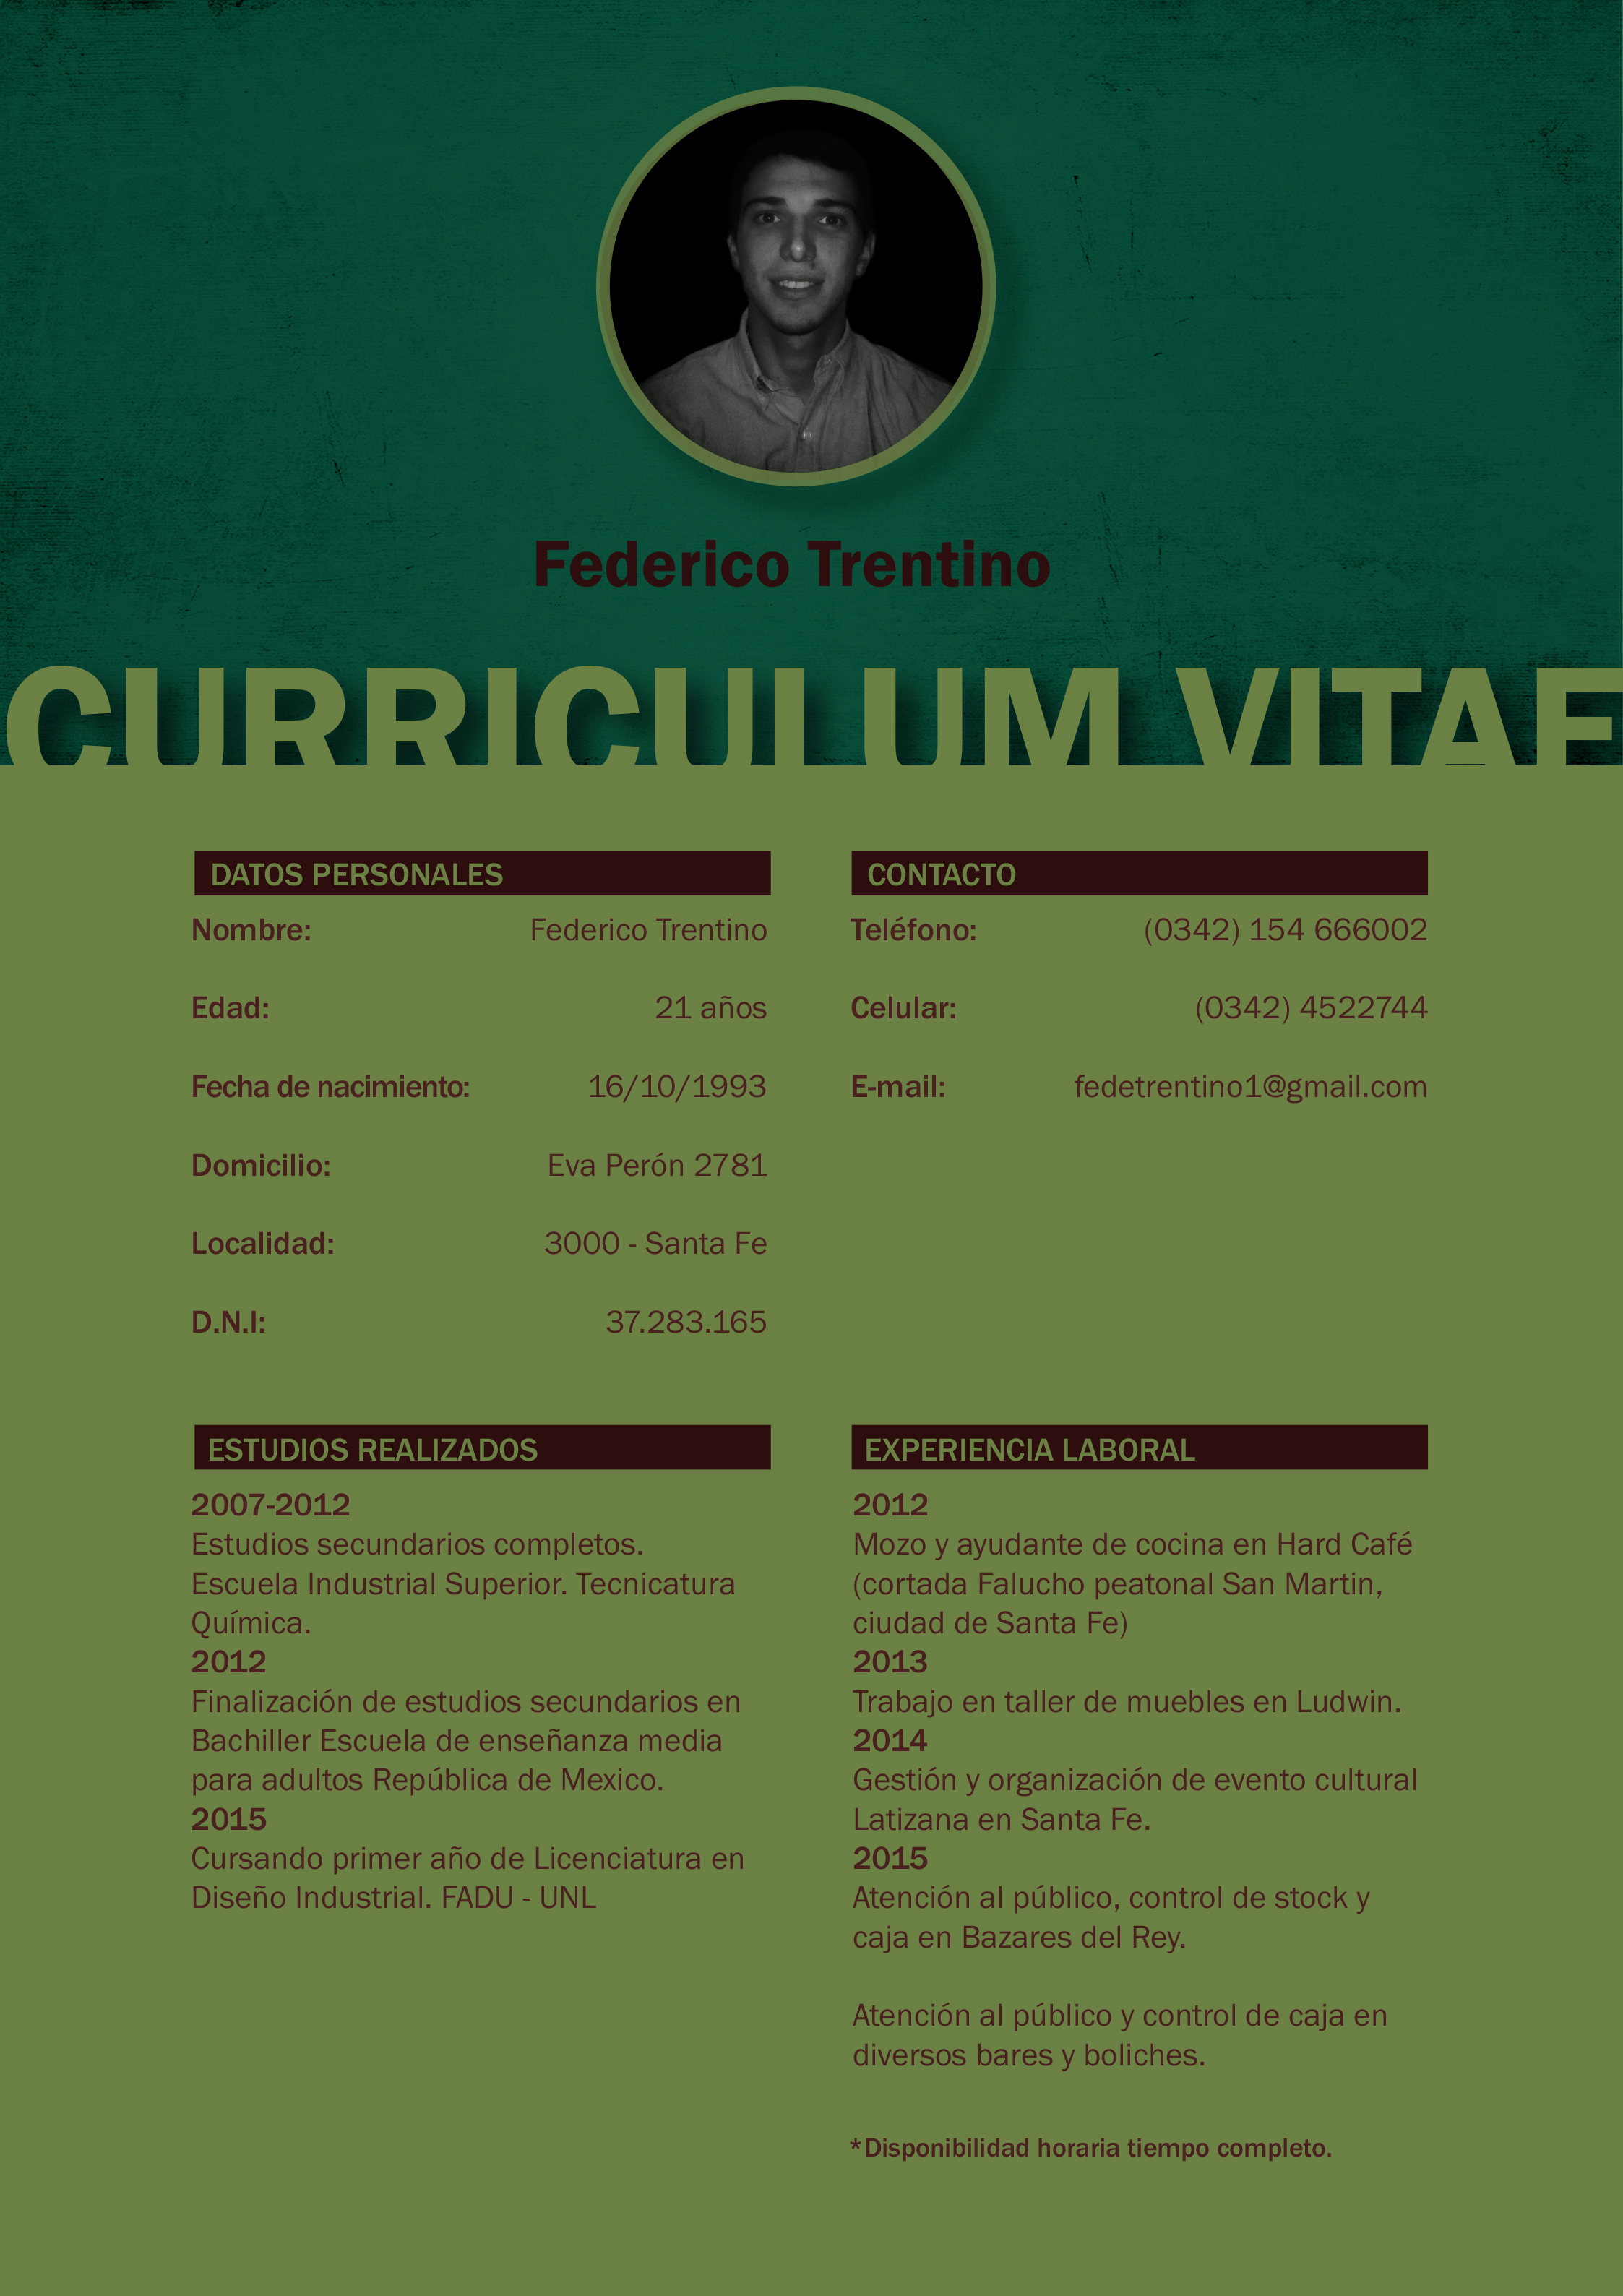 Federico Trentino
CURRICULUM VITAE
DATOS PERSONALES
Nombre: Federico Trentino
Edad: 21 años
Fecha de nacimiento: 16/10/1993
Domicilio: Eva Perón 2781
Localidad: 3000 - Santa Fe
D.N.I: 37.283.165
CONTACTO
Teléfono: (0342) 154 666002
Celular: (0342) 4522744
E-mail: fedetrentino1@gmail.com
ESTUDIOS REALIZADOS
2007-2012
Estudios secundarios completos.
Escuela Industrial Superior. Tecnicatura
Química.
2012
Finalización de estudios secundarios en
Bachiller Escuela de enseñanza media
para adultos República de Mexico.
2015
Cursando primer año de Licenciatura en
Diseño Industrial. FADU - UNL
EXPERIENCIA LABORAL
2012
Mozo y ayudante de cocina en Hard Café
(cortada Falucho peatonal San Martin,
ciudad de Santa Fe)
2013
Trabajo en taller de muebles en Ludwin.
2014
Gestión y organización de evento cultural
Latizana en Santa Fe.
2015
Atención al público, control de stock y
caja en Bazares del Rey.
Atención al público y control de caja en
diversos bares y boliches.
*Disponibilidad horaria tiempo completo.